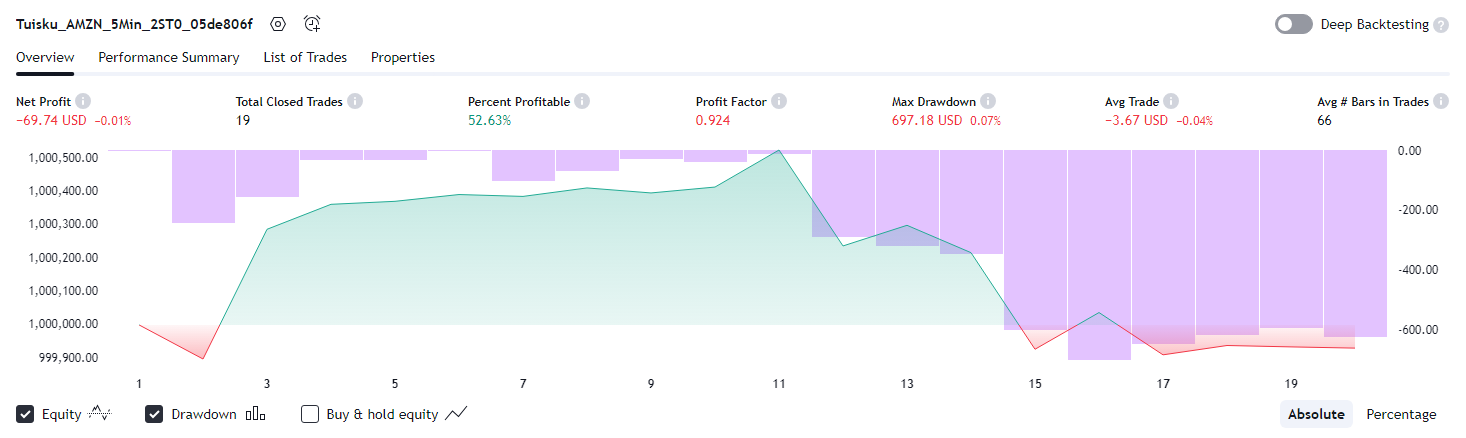 Tuisku_AMZN_5Min_2ST0_05de806f
Deep Backtesting ?
Overview Performance Summary List of Trades Properties
Net Profit Total Closed Trades Percent Profitable Profit Factor Max Drawdown Avg Trade Avg # Bars in Trades
−69.74 USD −0.01% 19 52.63% 0.924 697.18 USD 0.07% −3.67 USD −0.04% 66
1,000,500.00 0.00
1,000,400.00
1,000,300.00 -200.00
1,000,200.00 -400.00
1,000,100.00
1,000,000.00 -600.00
999,900.00
1 3 5 7 9 11 13 15 17 19
Equity Drawdown Buy & hold equity Absolute Percentage